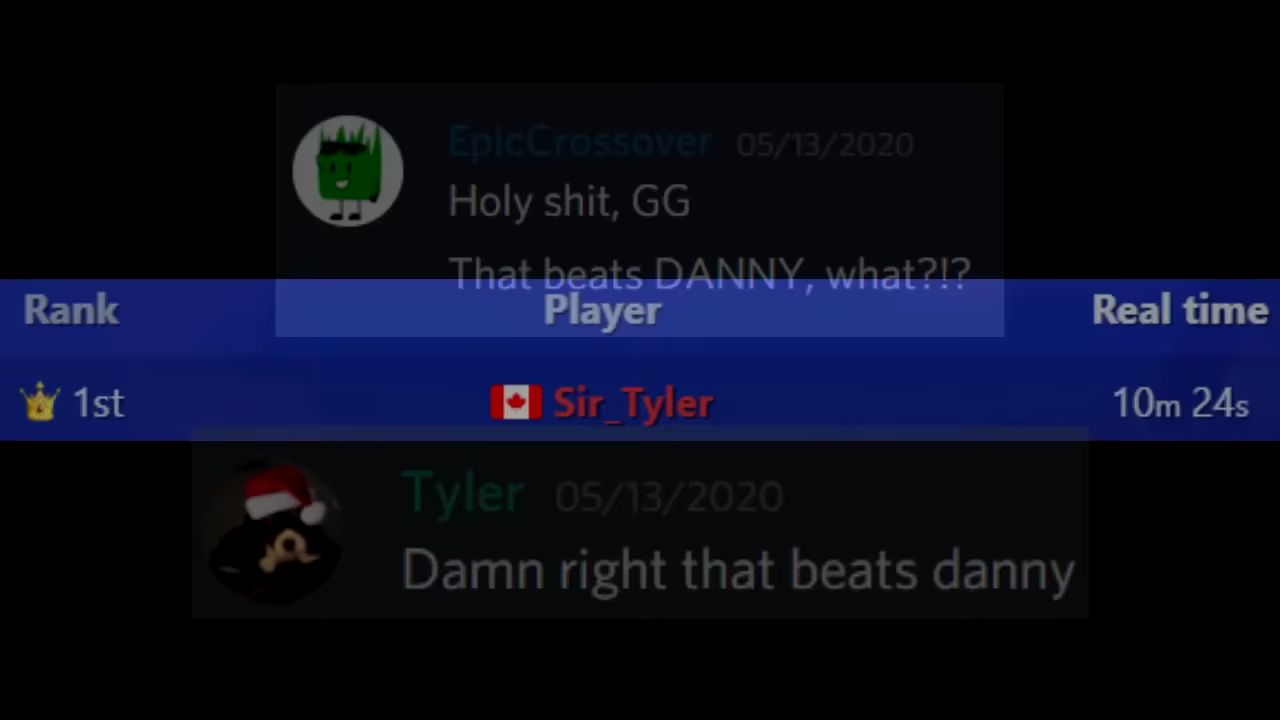 EpicCrossover 05/13/2020
Holy shit, GG
That beats DANNY, what?!?
Rank Player Real time
1st Sir_Tyler 10m 24s
Tyler 05/13/2020
Damn right that beats danny